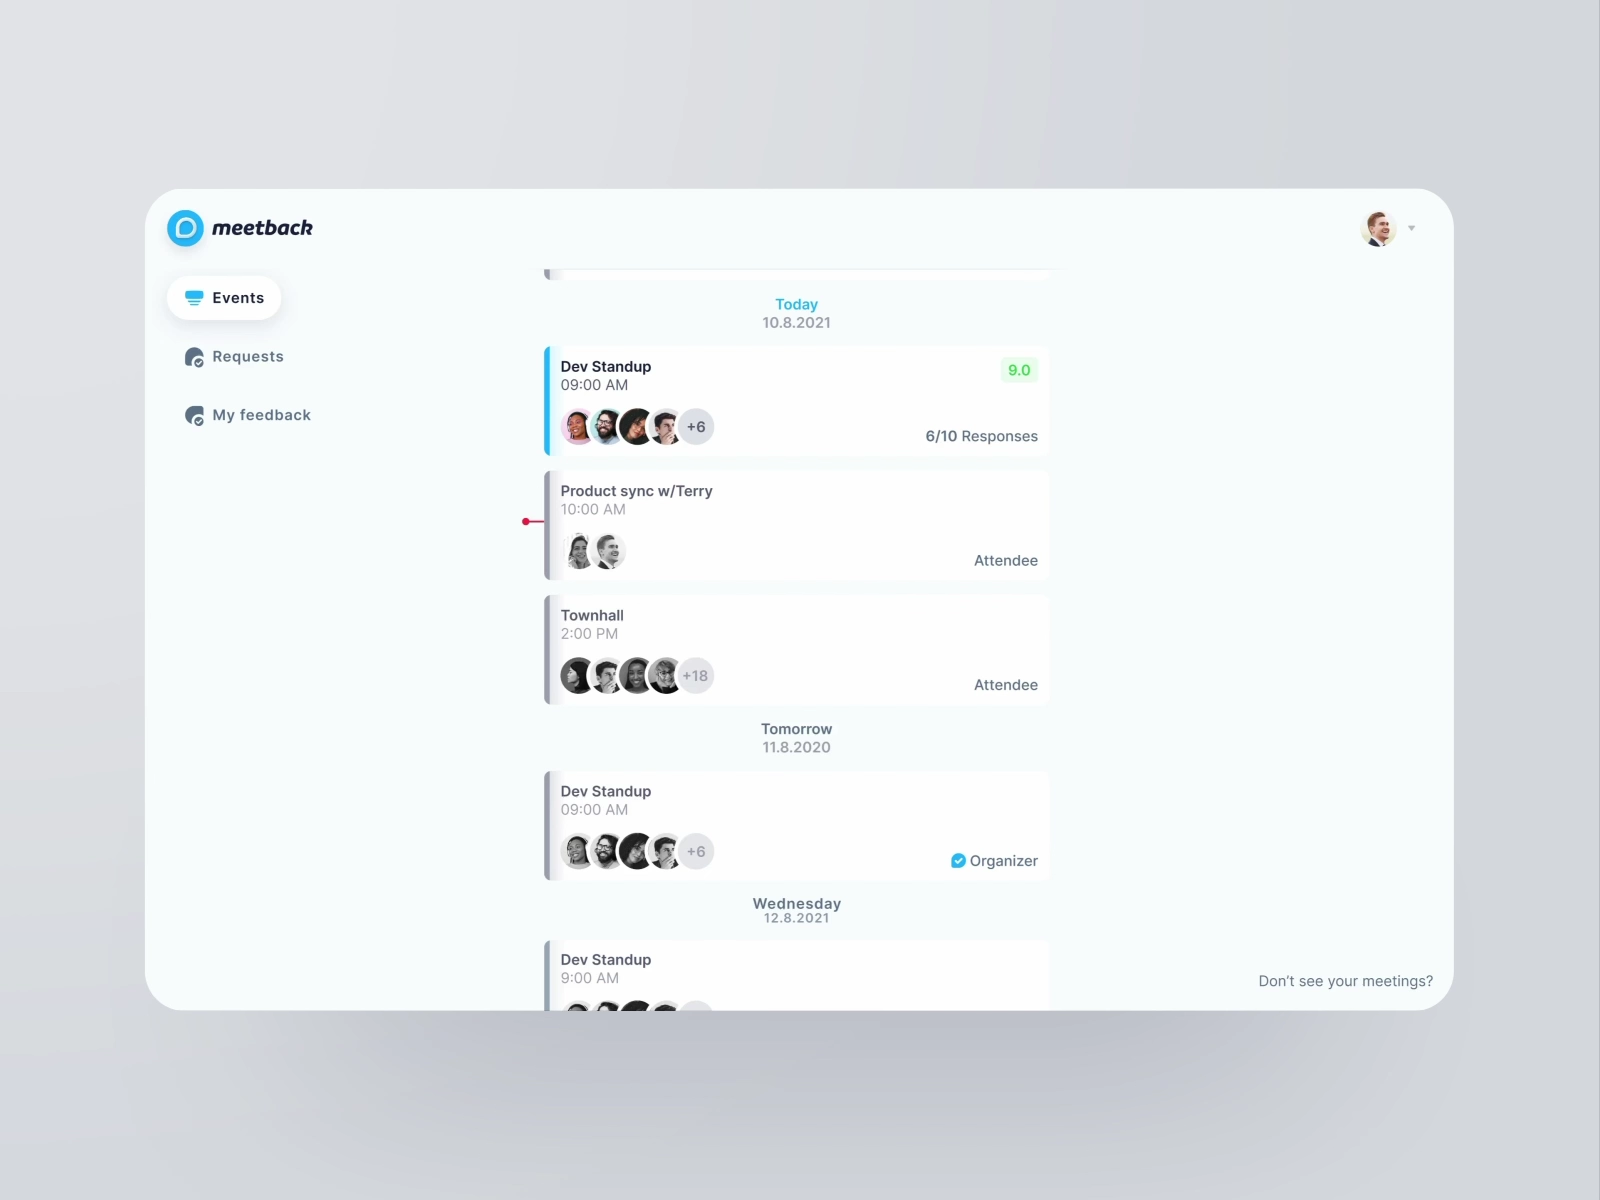 meetback
Events
Requests
My feedback
Today
10.8.2021
Dev Standup
09:00 AM
9.0
+6
6/10 Responses
Product sync w/Terry
10:00 AM
Attendee
Townhall
2:00 PM
+18
Attendee
Tomorrow
11.8.2020
Dev Standup
09:00 AM
+6
Organizer
Wednesday
12.8.2021
Dev Standup
9:00 AM
Don't see your meetings?